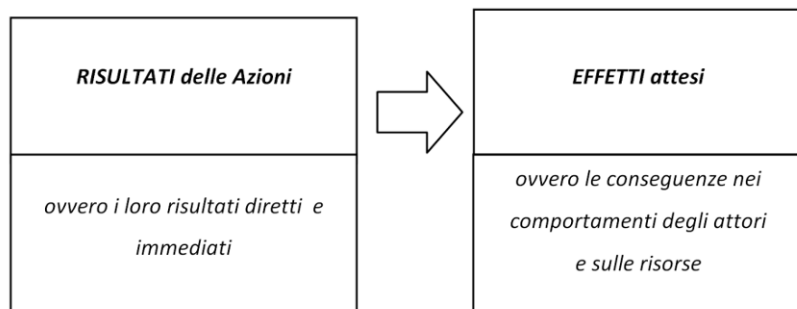 RISULTATI delle Azioni
ovvero i loro risultati diretti e
immediati
EFFETTI attesi
ovvero le conseguenze nei
comportamenti degli attori
e sulle risorse